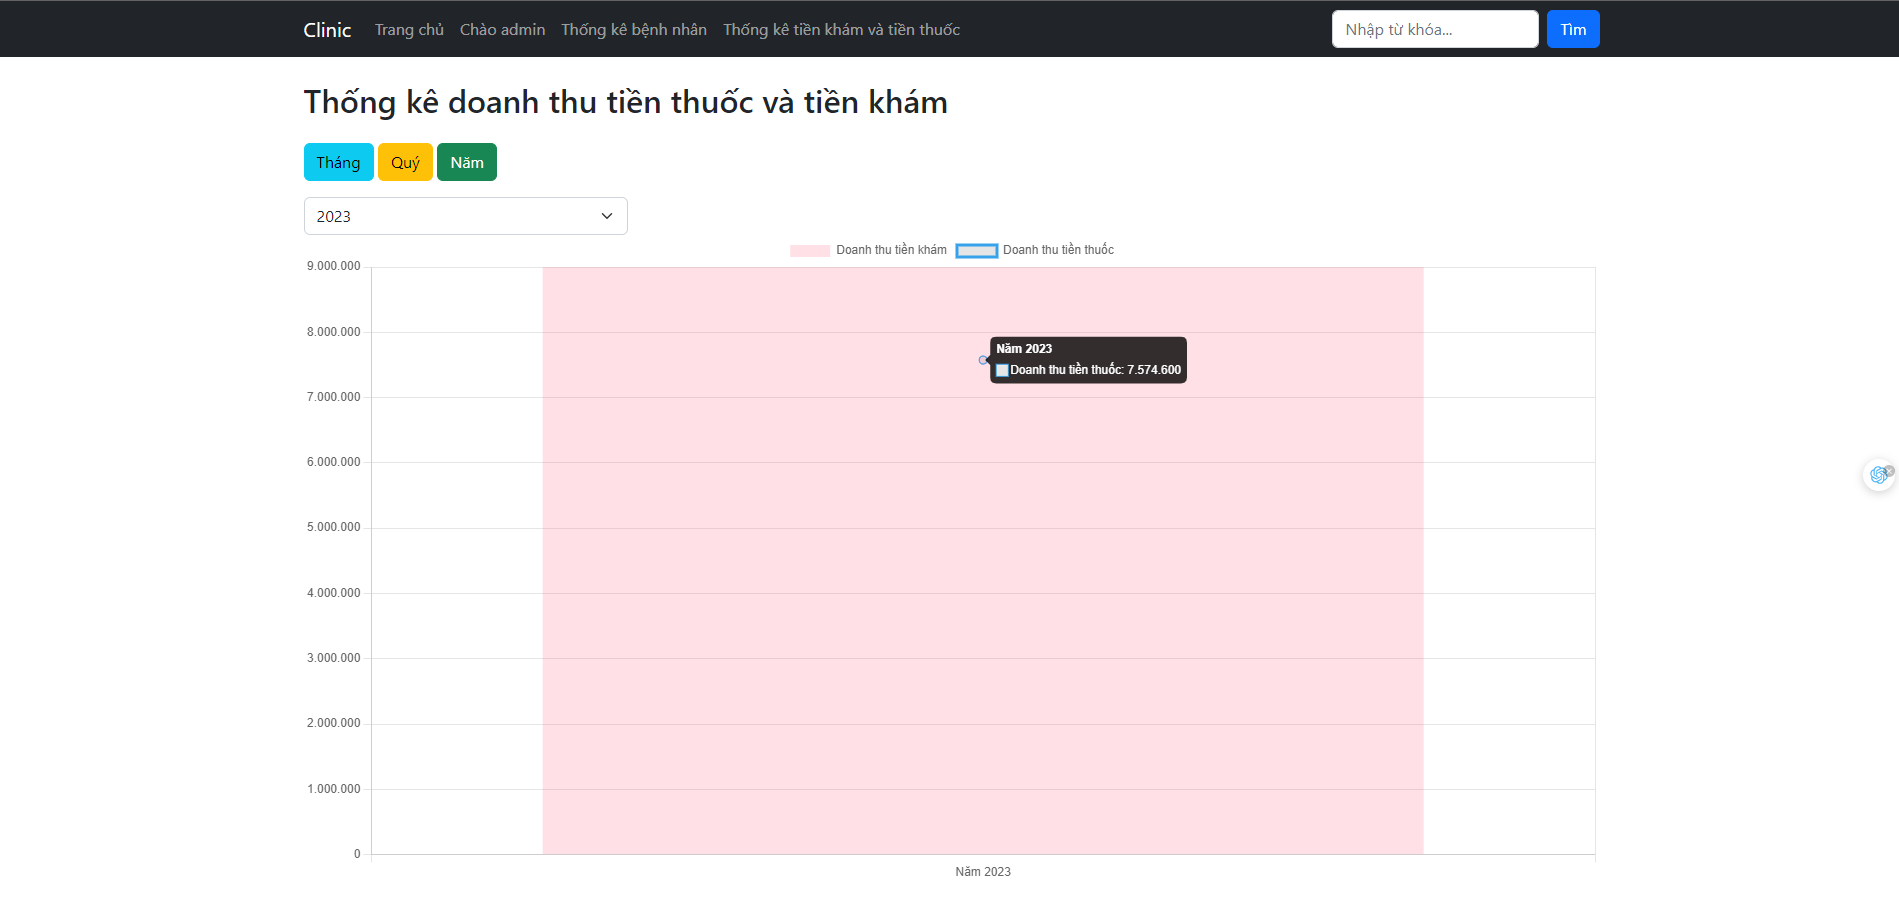 Clinic Trang chủ Chào admin Thống kê bệnh nhân Thống kê tiền khám và tiền thuốc Nhập từ khóa... Tìm
Thống kê doanh thu tiền thuốc và tiền khám
Tháng Quý Năm
2023
Doanh thu tiền khám Doanh thu tiền thuốc
9.000.000
8.000.000
Năm 2023
Doanh thu tiền thuốc: 7.574.600
7.000.000
6.000.000
5.000.000
4.000.000
3.000.000
2.000.000
1.000.000
0
Năm 2023